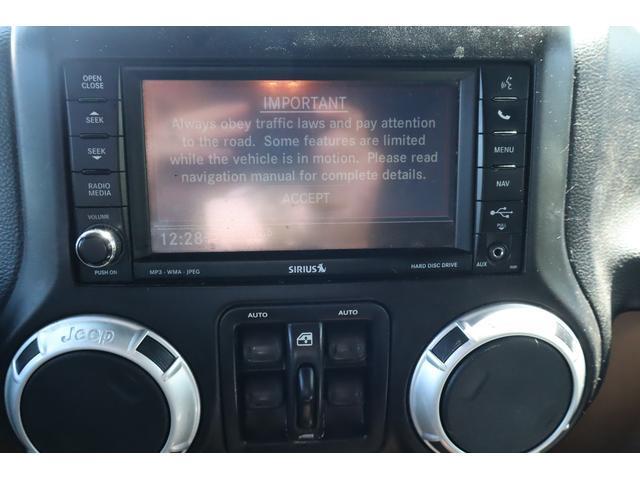 OPEN
CLOSE
SEEK
SEEK
RADIO
MEDIA
VOLUME
PUSH ON
IMPORTANT
Always obey traffic laws and pay attention
to the road. Some features are limited
while the vehicle is in motion. Please read
navigation manual for complete details.
ACCEPT
12:28
MENU
NAV
AUX
MP3 - WMA - JPEG
SIRIUS
HARD DISC DRIVE
AUTO
AUTO
Jeep